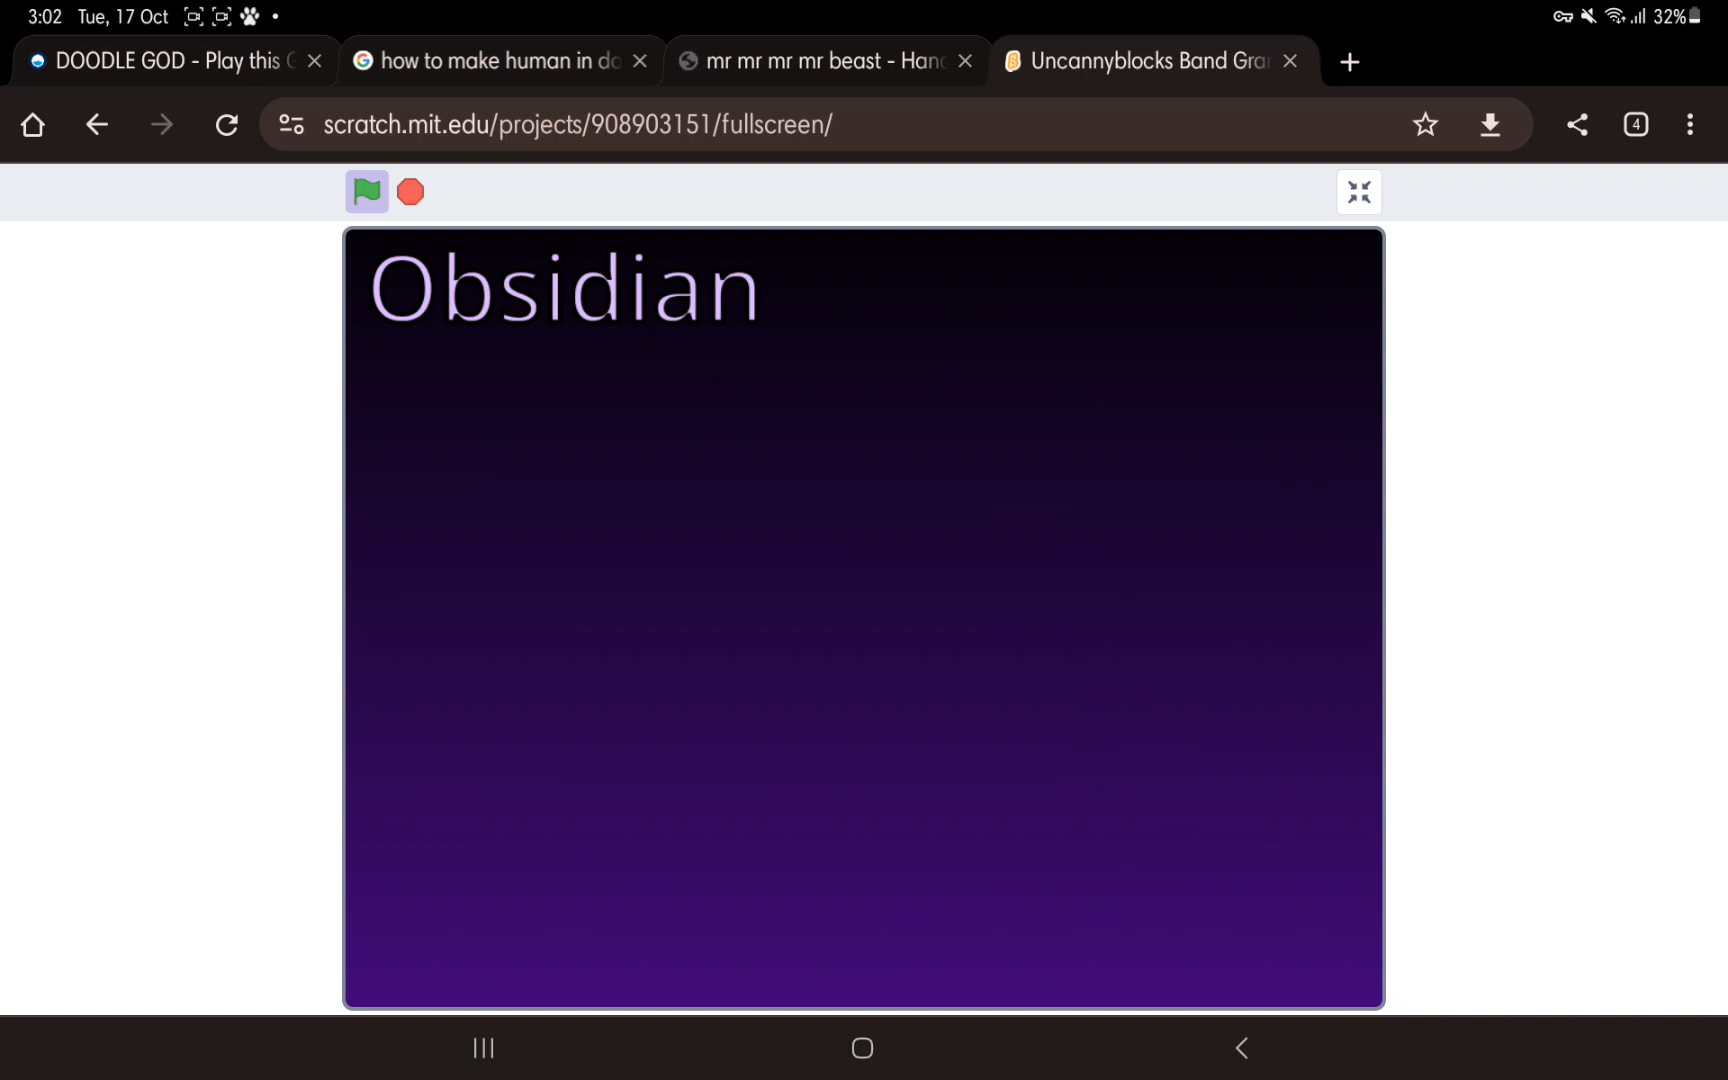 3:02 Tue, 17 Oct 32%
DOODLE GOD - Play this
how to make human in do
mr mr mr mr beast - Hand
Uncannyblocks Band Gra
scratch.mit.edu/projects/908903151/fullscreen/
4
Obsidian